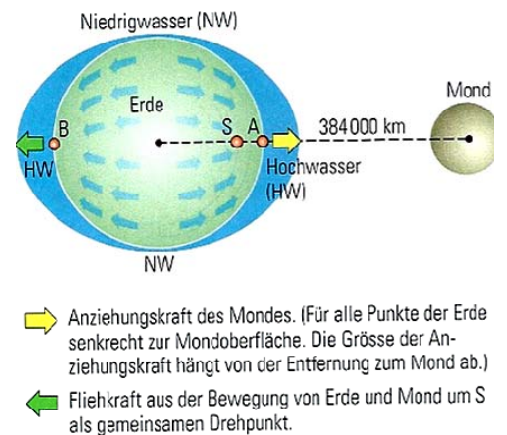 Niedrigwasser (NW)
Mond
Erde
384000 km
B
S
A
HW
Hochwasser
(HW)
NW
Anziehungskraft des Mondes. (Für alle Punkte der Erde
senkrecht zur Mondoberfläche. Die Grösse der An-
ziehungskraft hängt von der Entfernung zum Mond ab.)
Fliehkraft aus der Bewegung von Erde und Mond um S
als gemeinsamen Drehpunkt.